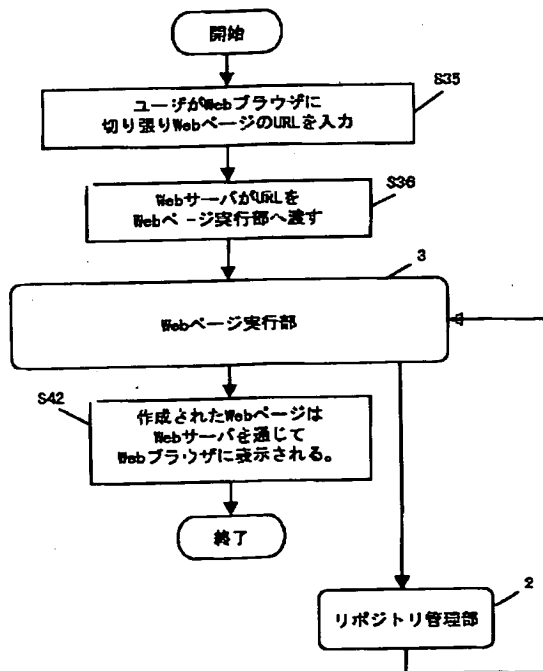 開始
S35
ユーザがWebブラウザに
切り張りWebページのURLを入力
S36
WebサーバがURLを
Webページ実行部へ渡す
3
Webページ実行部
S42
作成されたWebページは
Webサーバを通じて
Webブラウザに表示される。
終了
2
リポジトリ管理部